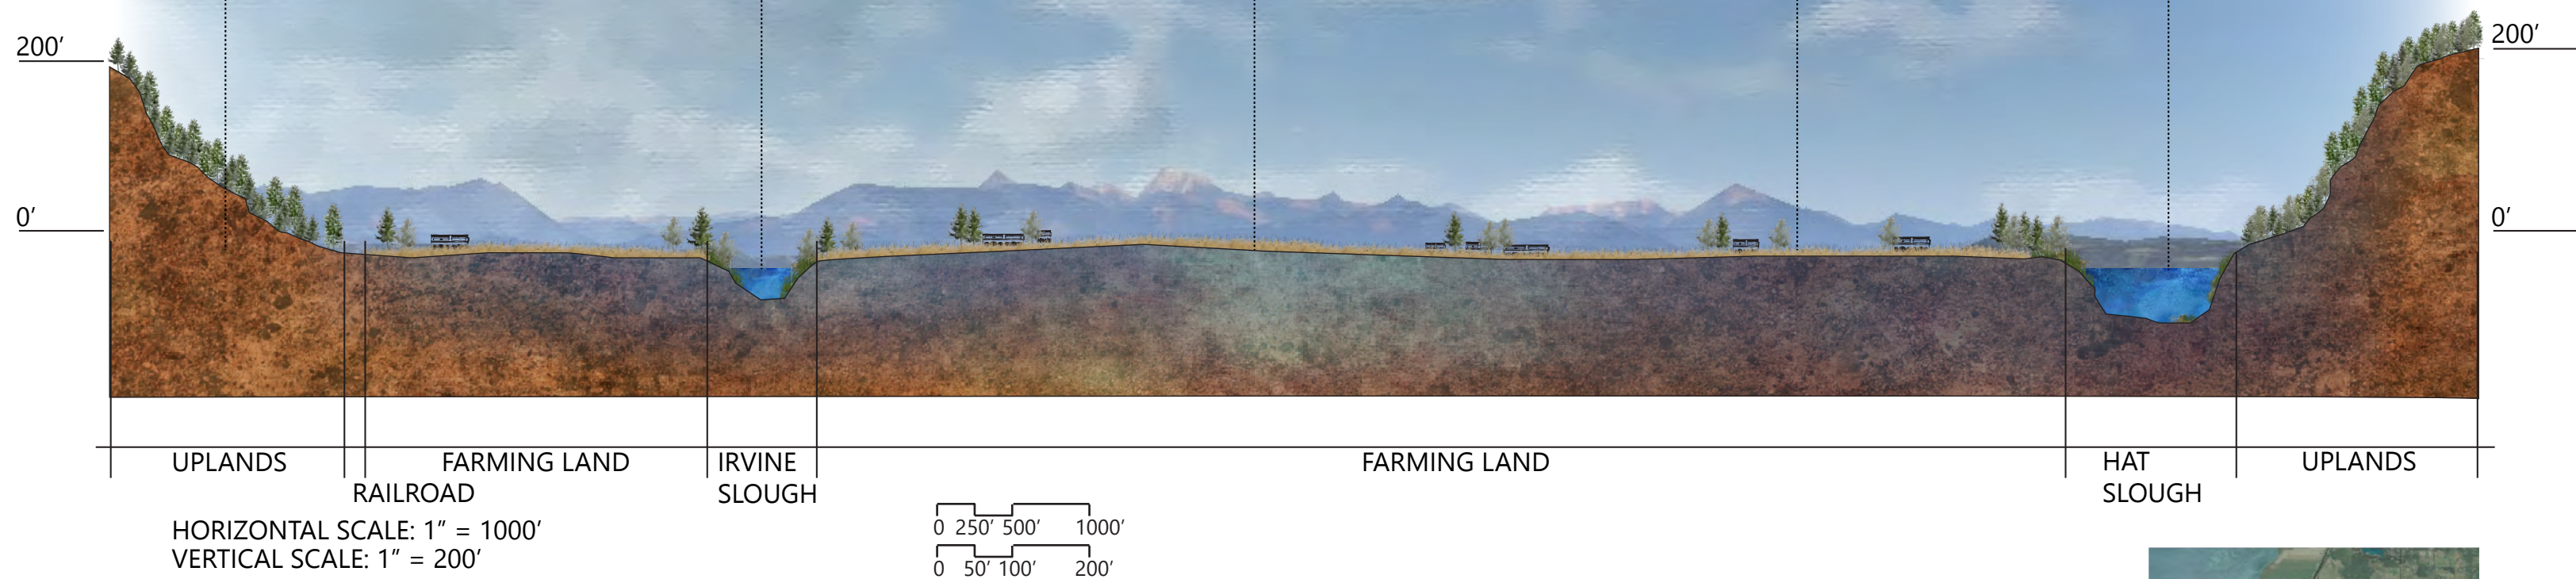 200’
200’
0’
0’
UPLANDS
FARMING LAND
IRVINE
SLOUGH
FARMING LAND
HAT
SLOUGH
UPLANDS
RAILROAD
HORIZONTAL SCALE: 1” = 1000’
VERTICAL SCALE: 1” = 200’
0 250’ 500’ 1000’
0 50’ 100’ 200’